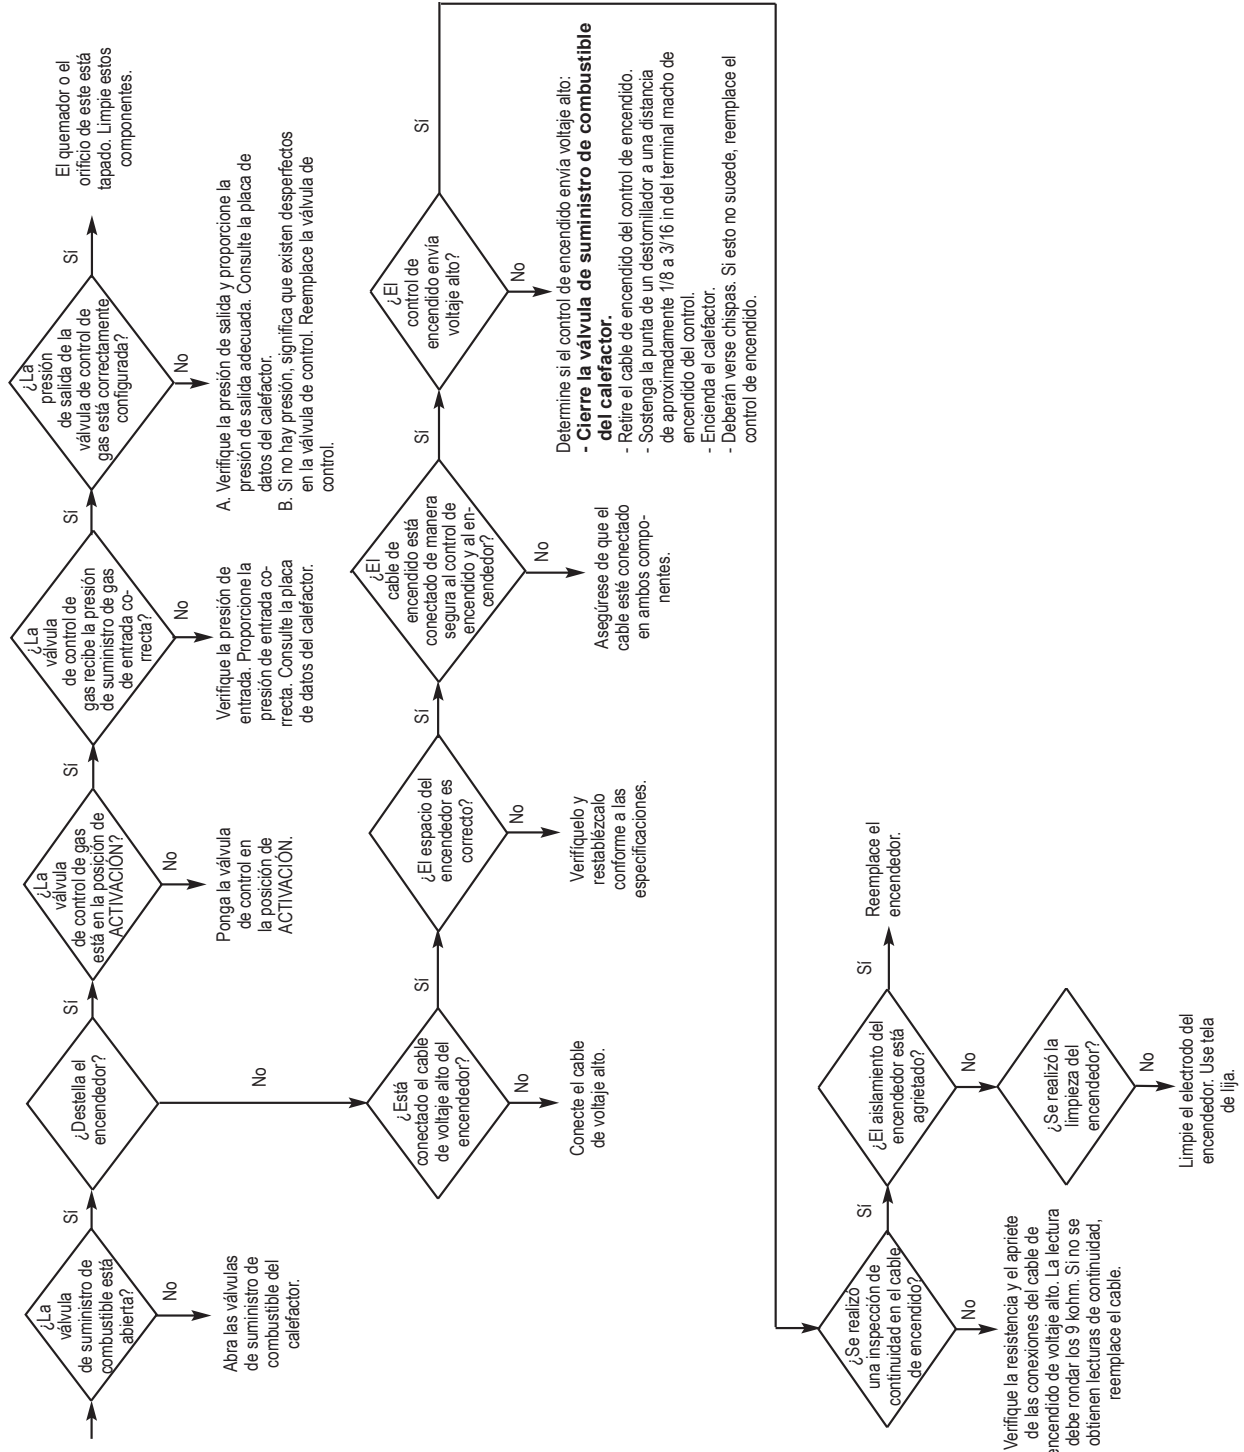 ¿La
válvula
de suministro de
combustible está
abierta?
Sí
No
Abra las válvulas
de suministro de
combustible del
calefactor.
¿Destella el
encendedor?
Sí
No
¿La
válvula
de control de gas
está en la posición de
ACTIVACIÓN?
Sí
No
Ponga la válvula
de control en
la posición de
ACTIVACIÓN.
¿La
válvula
de control de
gas recibe la presión
de suministro de gas
de entrada co-
rrecta?
Sí
No
Verifique la presión de
entrada. Proporcione la
presión de entrada co-
rrecta. Consulte la placa
de datos del calefactor.
¿La
presión
de salida de la
válvula de control de
gas está correctamente
configurada?
Sí
No
A. Verifique la presión de salida y proporcione la
presión de salida adecuada. Consulte la placa de
datos del calefactor.
B. Si no hay presión, significa que existen desperfectos
en la válvula de control. Reemplace la válvula de
control.
El quemador o el
orificio de este está
tapado. Limpie estos
componentes.
¿Está
conectado el cable
de voltaje alto del
encendedor?
Sí
No
Conecte el cable
de voltaje alto.
¿El espacio del
encendedor es
correcto?
Sí
No
Verifíquelo y
restablézcalo
conforme a las
especificaciones.
¿El
cable de
encendido está
conectado de manera
segura al control de
encendido y al en-
cendedor?
Sí
No
Asegúrese de que el
cable esté conectado
en ambos compo-
nentes.
¿El
control de
encendido envía
voltaje alto?
Sí
No
Determine si el control de encendido envía voltaje alto:
- Cierre la válvula de suministro de combustible
del calefactor.
- Retire el cable de encendido del control de encendido.
- Sostenga la punta de un destornillador a una distancia
de aproximadamente 1/8 a 3/16 in del terminal macho de
encendido del control.
- Encienda el calefactor.
- Deberán verse chispas. Si esto no sucede, reemplace el
control de encendido.
¿Se realizó
una inspección de
continuidad en el cable
de encendido?
Sí
No
Verifique la resistencia y el apriete
de las conexiones del cable de
encendido de voltaje alto. La lectura
debe rondar los 9 kohm. Si no se
obtienen lecturas de continuidad,
reemplace el cable.
¿El aislamiento del
encendedor está
agrietado?
Sí
No
Reemplace el
encendedor.
¿Se realizó la
limpieza del
encendedor?
No
Limpie el electrodo del
encendedor. Use tela
de lija.